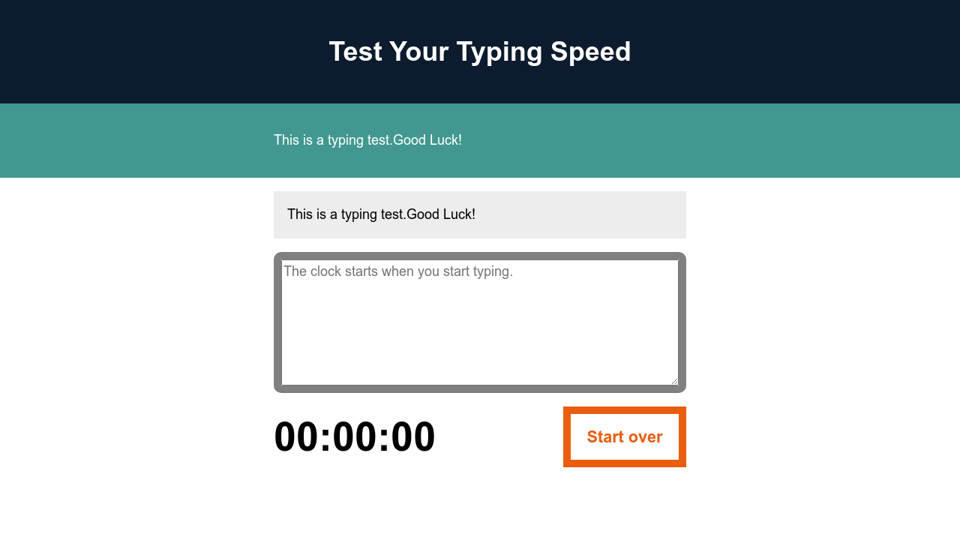 Test Your Typing Speed
This is a typing test.Good Luck!
This is a typing test.Good Luck!
The clock starts when you start typing.
00:00:00
Start over